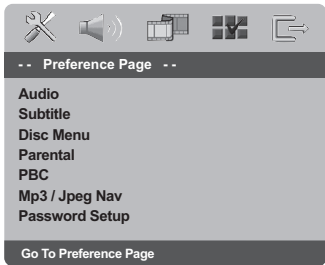 - -  Preference Page  - -
Audio
Subtitle
Disc Menu
Parental
PBC
Mp3 / Jpeg Nav
Password Setup
Go To Preference Page